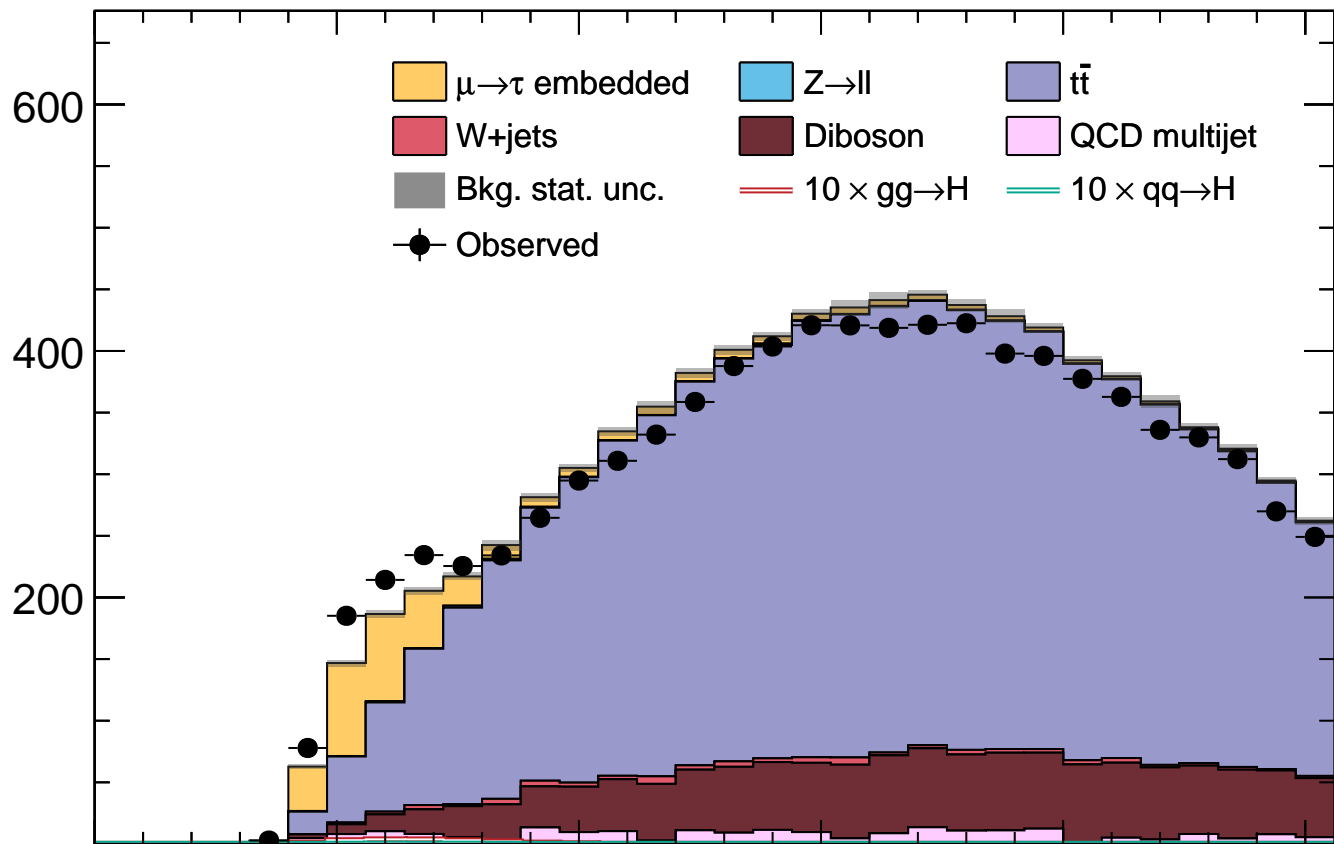 600
400
200
μ→τ embedded
Z→ll
tt̄
W+jets
Diboson
QCD multijet
Bkg. stat. unc.
10 × gg→H
10 × qq→H
Observed